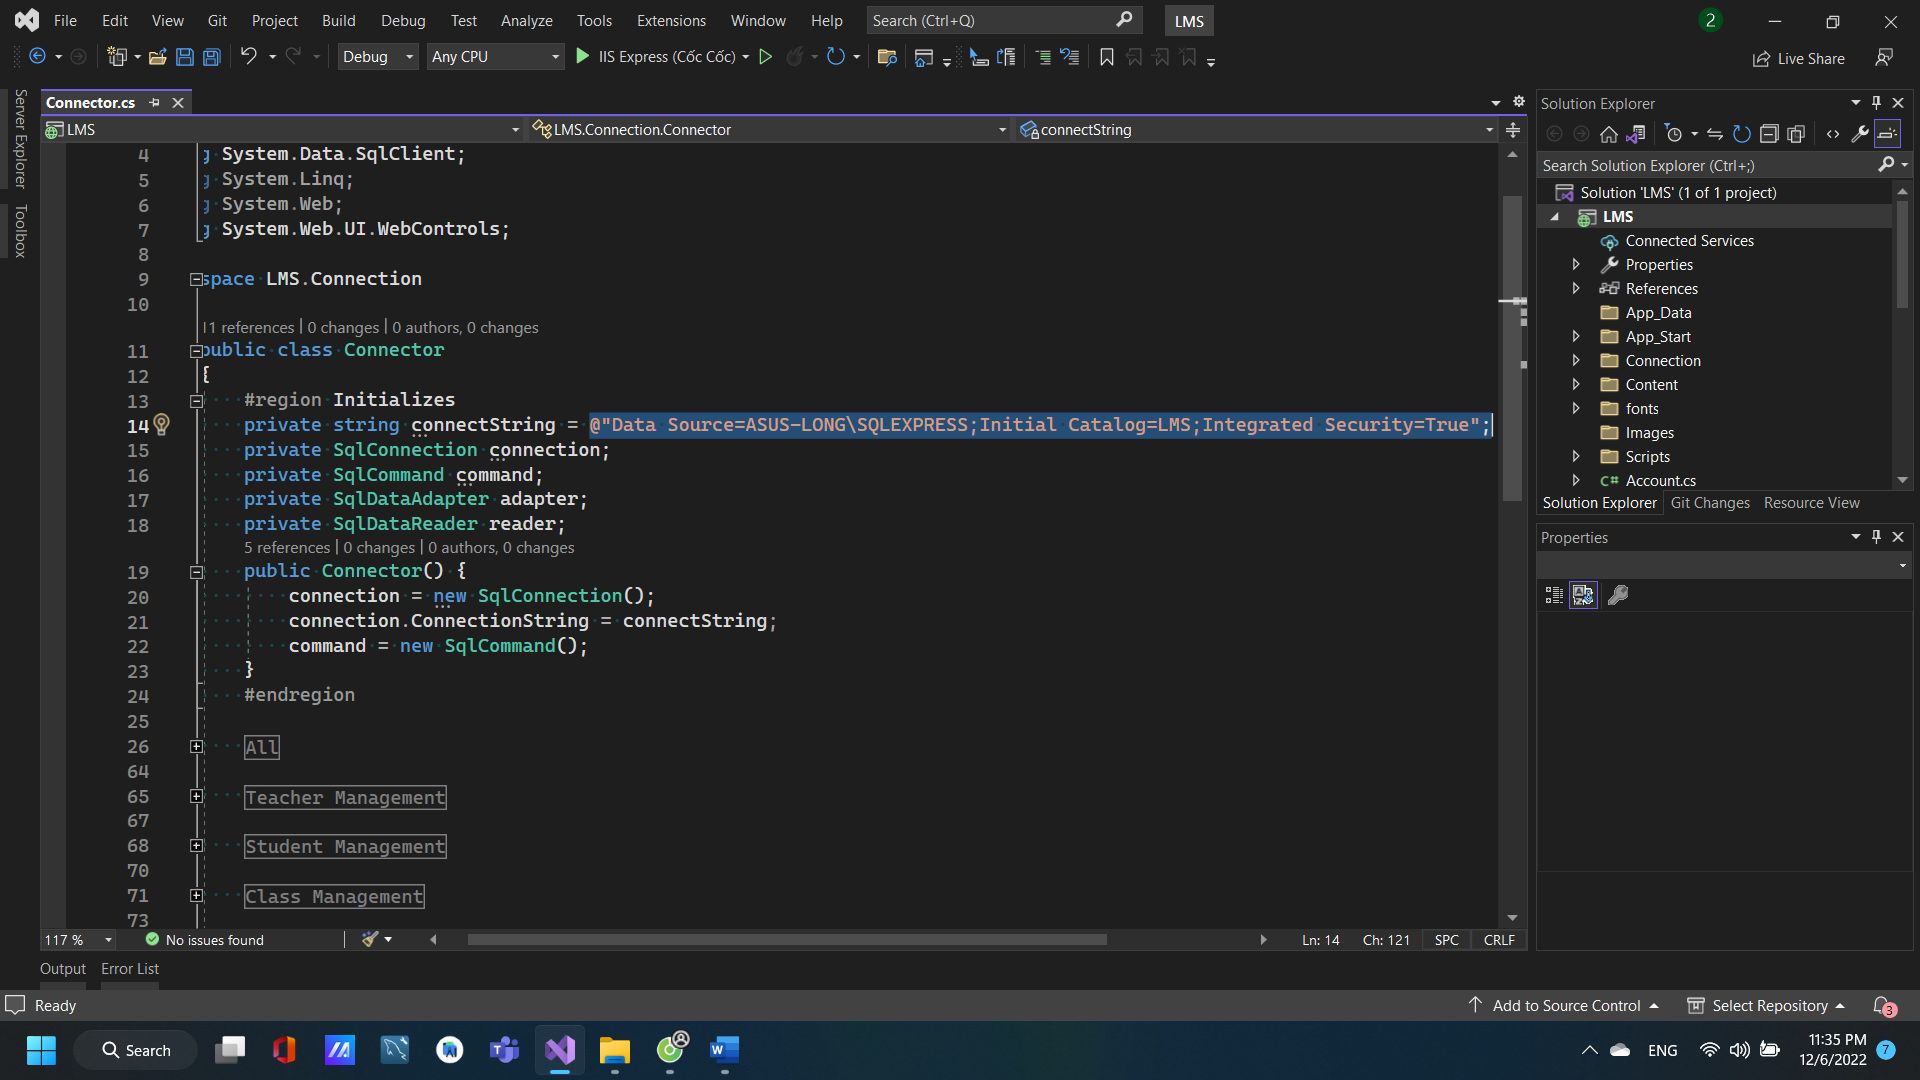 File Edit View Git Project Build Debug Test Analyze Tools Extensions Window Help Search (Ctrl+Q) LMS 2
Debug Any CPU IIS Express (Cốc Cốc) Live Share
Server Explorer
Toolbox
Connector.cs
LMS LMS.Connection.Connector connectString
4 g System.Data.SqlClient;
5 g System.Linq;
6 g System.Web;
7 g System.Web.UI.WebControls;
8
9 space LMS.Connection
10
11 references | 0 changes | 0 authors, 0 changes
11 public class Connector
12 {
13 #region Initializes
14 private string connectString = @"Data Source=ASUS-LONG\SQLEXPRESS;Initial Catalog=LMS;Integrated Security=True";
15 private SqlConnection connection;
16 private SqlCommand command;
17 private SqlDataAdapter adapter;
18 private SqlDataReader reader;
5 references | 0 changes | 0 authors, 0 changes
19 public Connector() {
20 connection = new SqlConnection();
21 connection.ConnectionString = connectString;
22 command = new SqlCommand();
23 }
24 #endregion
25
26 All
64
65 Teacher Management
67
68 Student Management
70
71 Class Management
73
117 % No issues found Ln: 14 Ch: 121 SPC CRLF
Solution Explorer
Search Solution Explorer (Ctrl+;)
Solution 'LMS' (1 of 1 project)
LMS
Connected Services
Properties
References
App_Data
App_Start
Connection
Content
fonts
Images
Scripts
C# Account.cs
Solution Explorer Git Changes Resource View
Properties
Output Error List
Ready Add to Source Control Select Repository 3
Search ENG 11:35 PM
12/6/2022 7